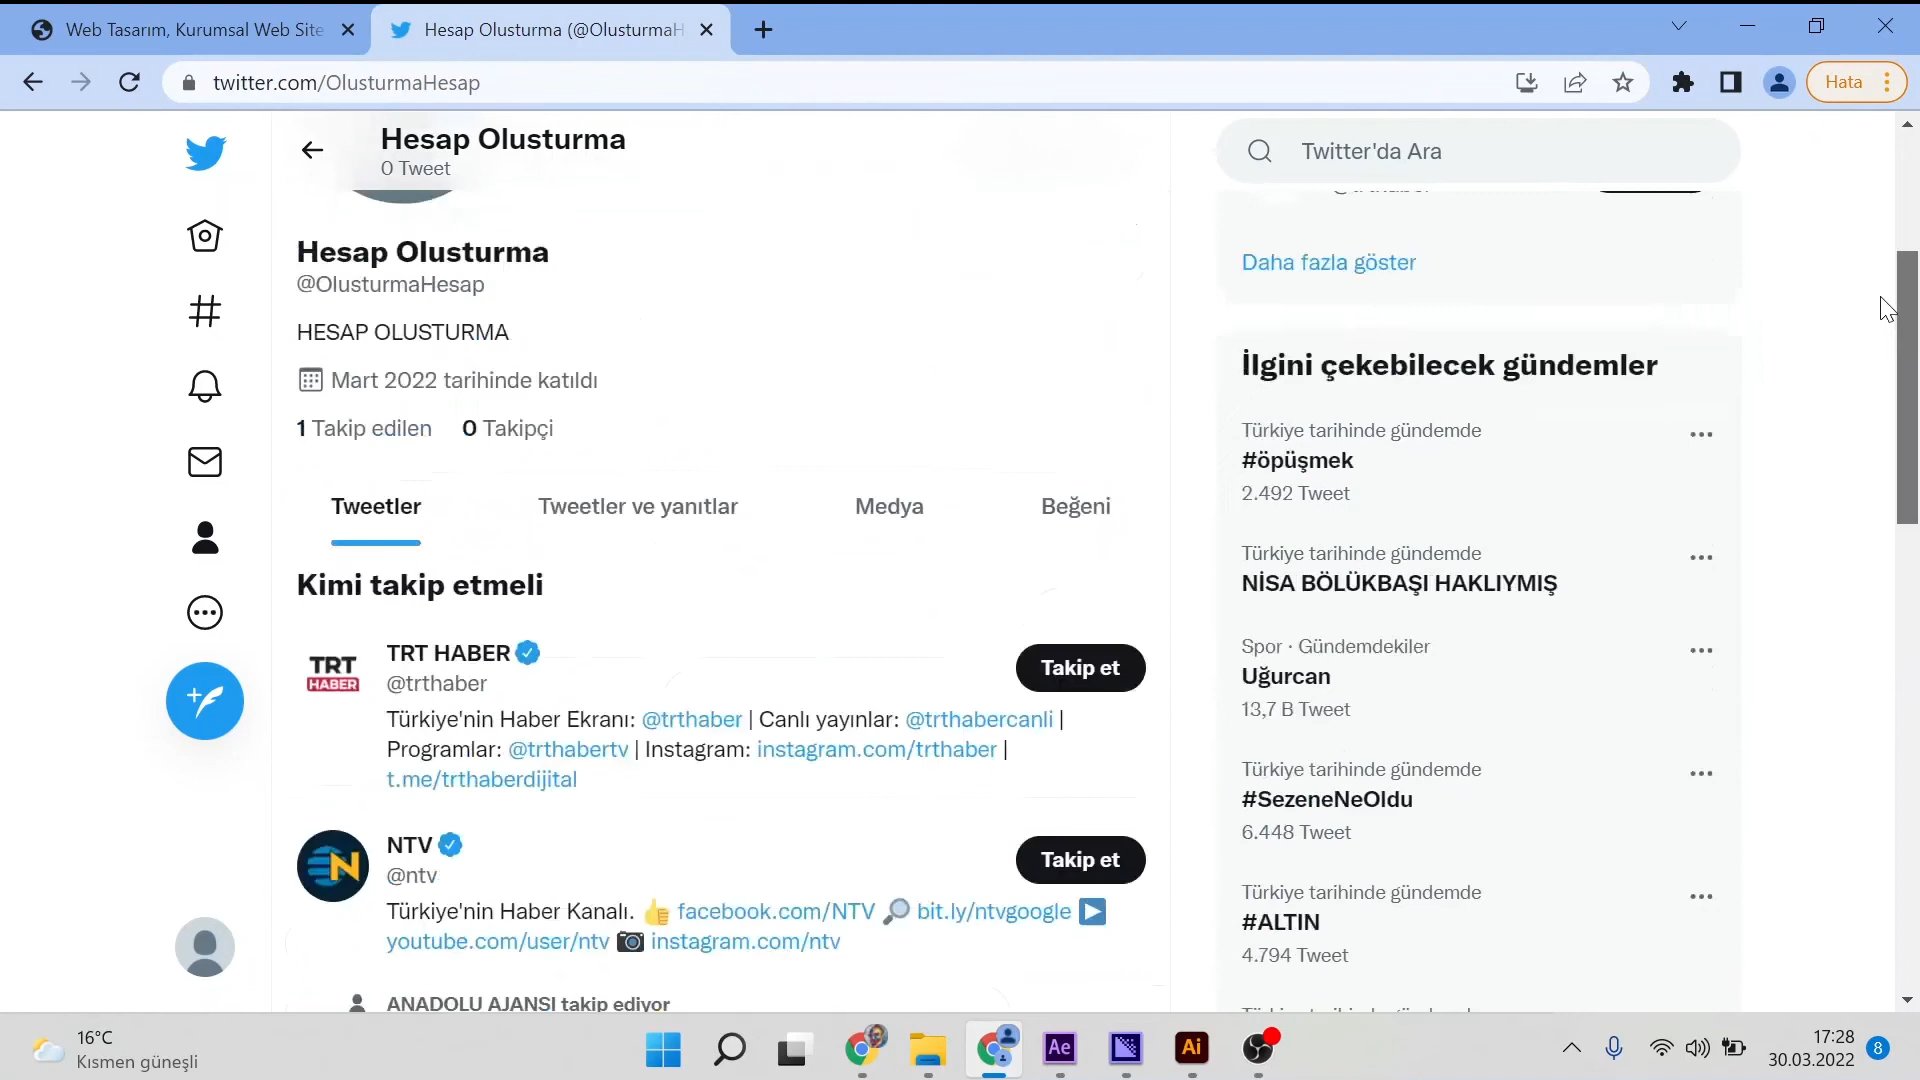 Web Tasarım, Kurumsal Web Site
Hesap Olusturma (@OlusturmaH
twitter.com/OlusturmaHesap
Hata
Hesap Olusturma
0 Tweet
Twitter'da Ara
Hesap Olusturma
@OlusturmaHesap
HESAP OLUSTURMA
Mart 2022 tarihinde katıldı
1 Takip edilen 0 Takipçi
Tweetler Tweetler ve yanıtlar Medya Beğeni
Kimi takip etmeli
TRT HABER
TRT HABER
@trthaber
Takip et
Türkiye'nin Haber Ekranı: @trthaber | Canlı yayınlar: @trthabercanli |
Programlar: @trthabertv | Instagram: instagram.com/trthaber |
t.me/trthaberdijital
N
NTV
@ntv
Takip et
Türkiye'nin Haber Kanalı. 👍 facebook.com/NTV 🔎 bit.ly/ntvgoogle ▶️
youtube.com/user/ntv 📷 instagram.com/ntv
ANADOLU AJANSI takip ediyor
Daha fazla göster
İlgini çekebilecek gündemler
Türkiye tarihinde gündemde
#öpüşmek
2.492 Tweet
Türkiye tarihinde gündemde
NİSA BÖLÜKBAŞI HAKLIYMIŞ
Spor · Gündemdekiler
Uğurcan
13,7 B Tweet
Türkiye tarihinde gündemde
#SezeneNeOldu
6.448 Tweet
Türkiye tarihinde gündemde
#ALTIN
4.794 Tweet
16°C
Kısmen güneşli
Ae
Ai
17:28
30.03.2022
8